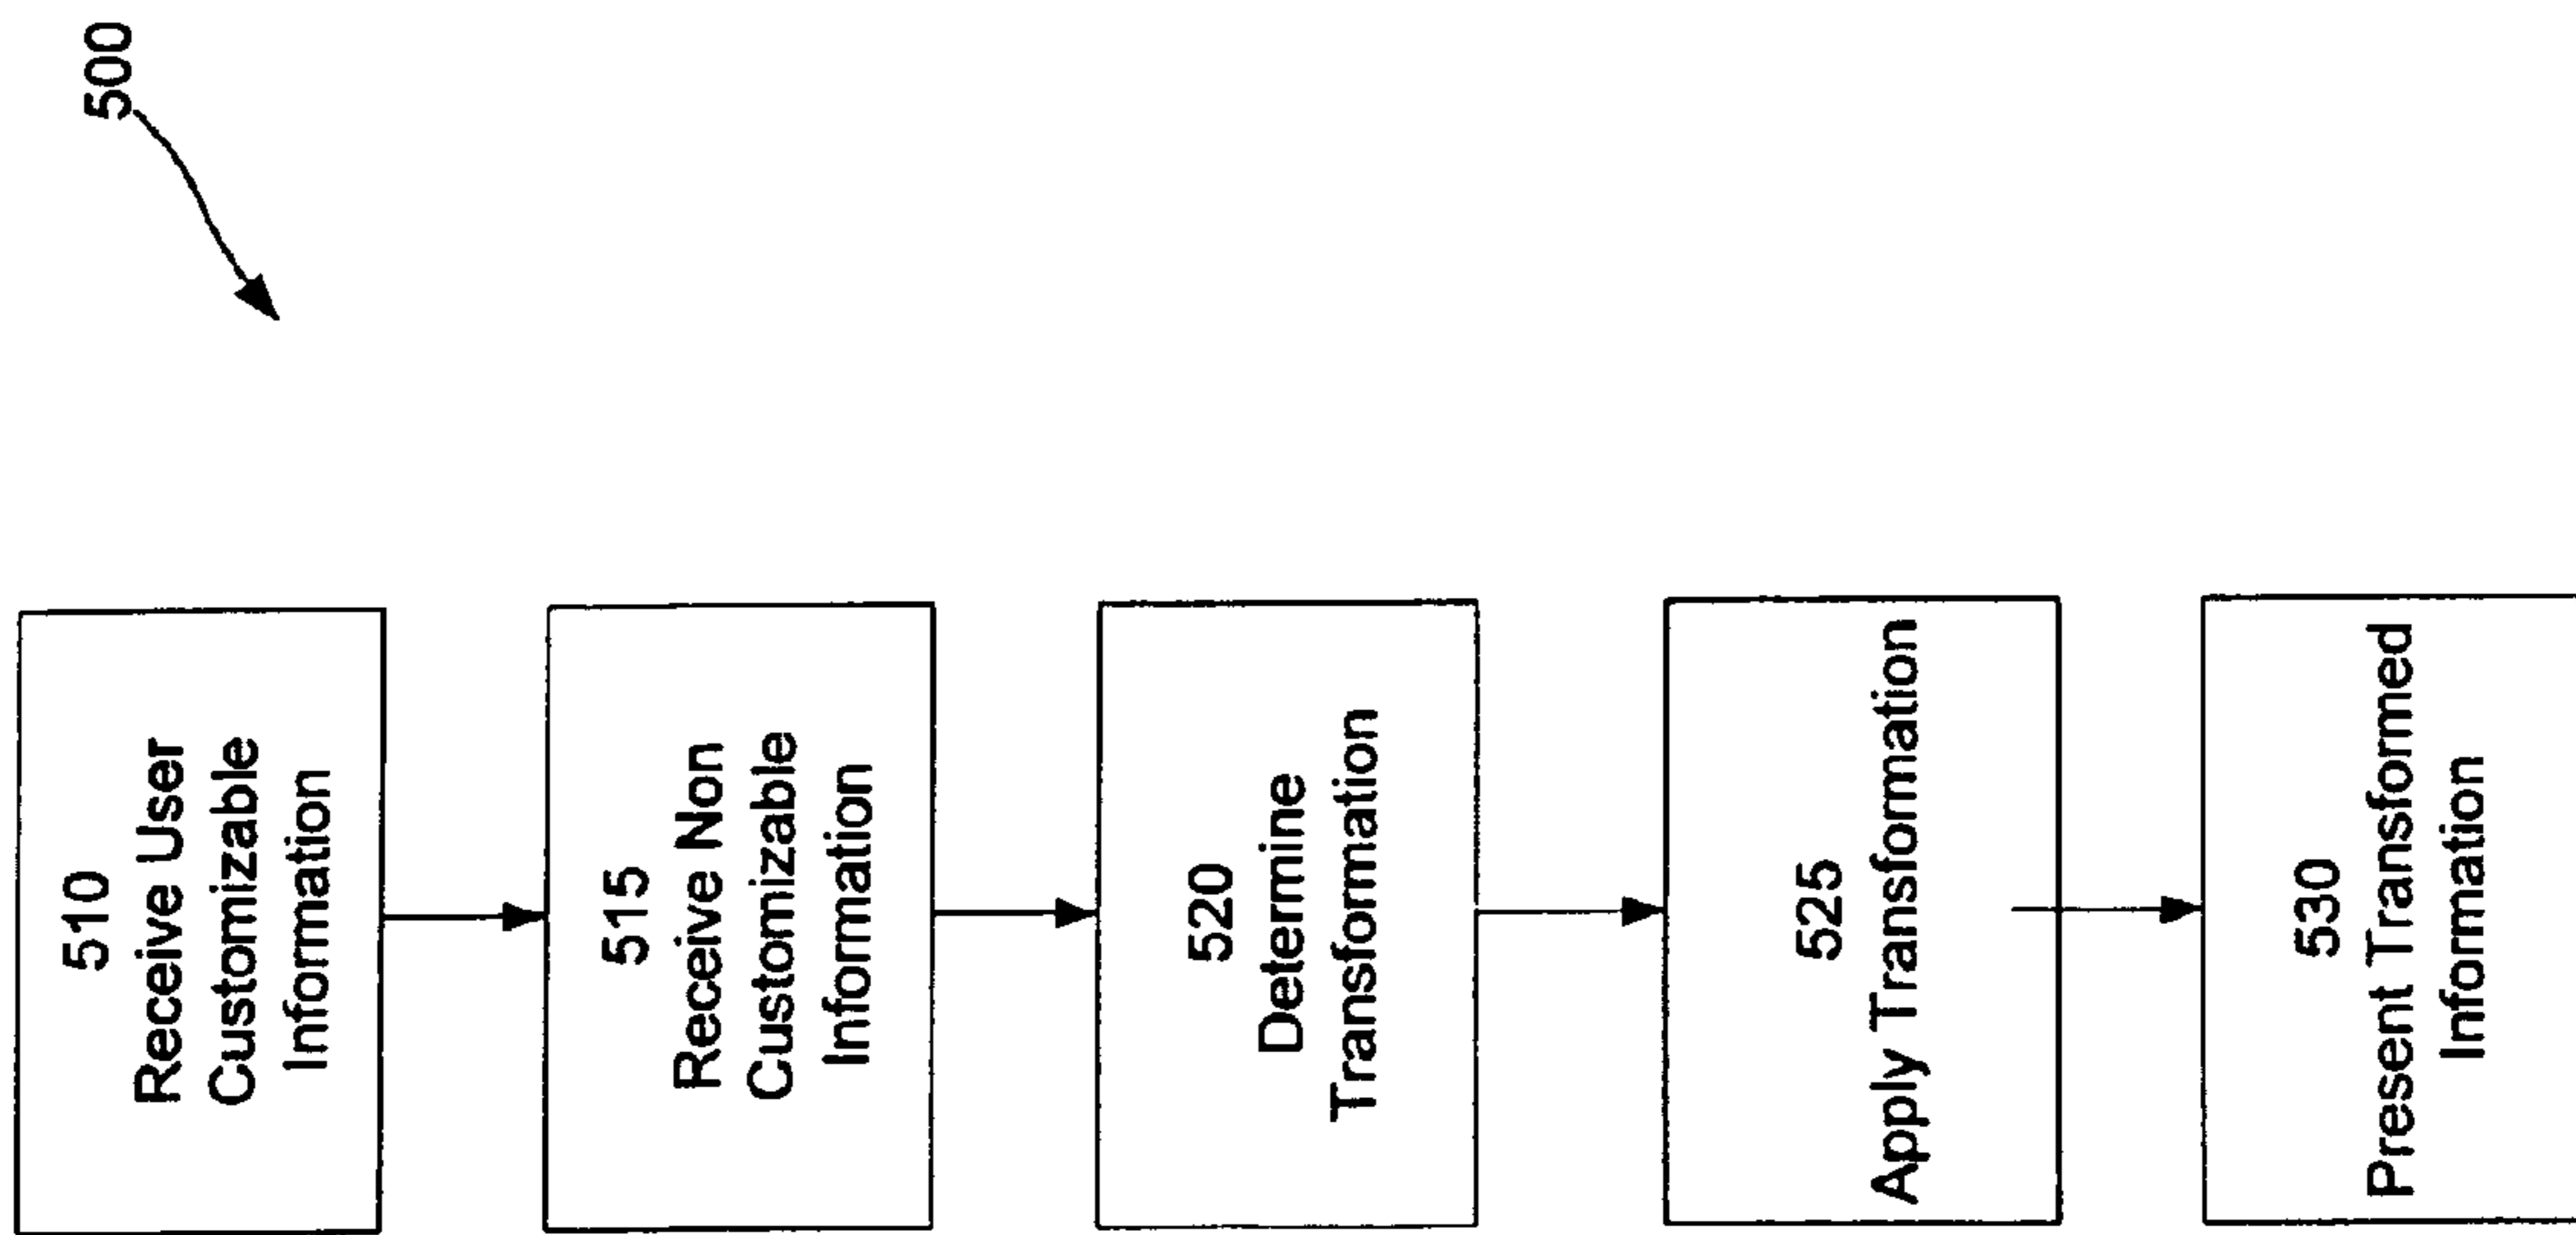 500
510
Receive User
Customizable
Information
515
Receive Non
Customizable
Information
520
Determine
Transformation
525
Apply Transformation
530
Present Transformed
Information